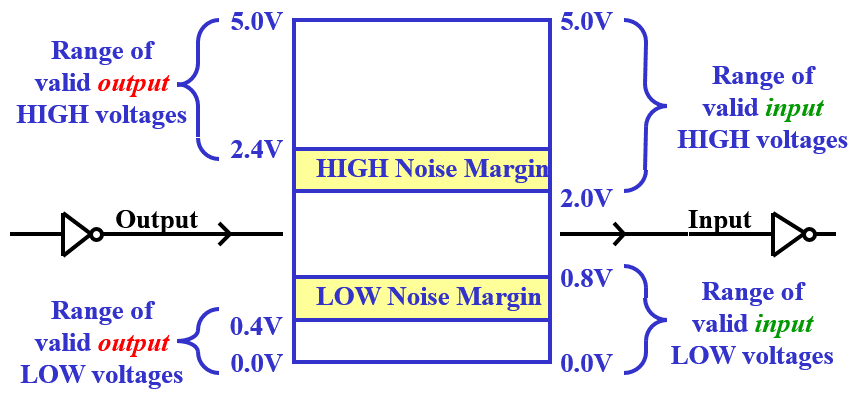 5.0V
5.0V
Range of
valid output
HIGH voltages
Range of
valid input
HIGH voltages
2.4V
HIGH Noise Margin
2.0V
Output
Input
0.8V
LOW Noise Margin
Range of
valid output
LOW voltages
0.4V
Range of
valid input
LOW voltages
0.0V
0.0V